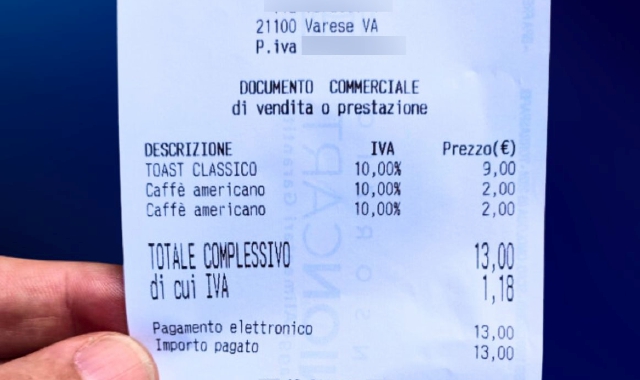 21100 Varese VA
P.iva
DOCUMENTO COMMERCIALE
di vendita o prestazione
DESCRIZIONE IVA Prezzo(€)
TOAST CLASSICO 10,00% 9,00
Caffè americano 10,00% 2,00
Caffè americano 10,00% 2,00
TOTALE COMPLESSIVO 13,00
di cui IVA 1,18
Pagamento elettronico 13,00
Importo pagato 13,00